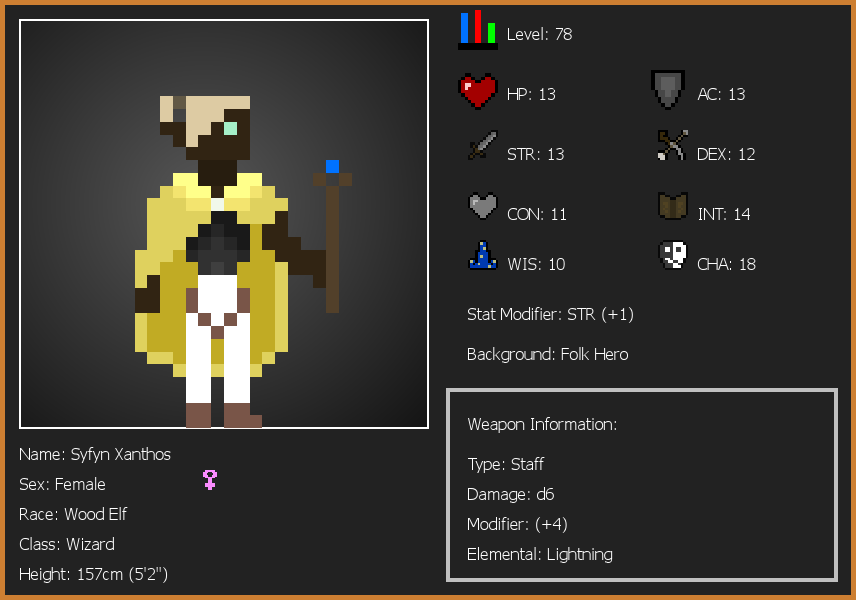 Level: 78
HP: 13
AC: 13
STR: 13
DEX: 12
CON: 11
INT: 14
WIS: 10
CHA: 18
Stat Modifier: STR (+1)
Background: Folk Hero
Weapon Information:
Type: Staff
Damage: d6
Modifier: (+4)
Elemental: Lightning
Name: Syfyn Xanthos
Sex: Female
Race: Wood Elf
Class: Wizard
Height: 157cm (5'2")